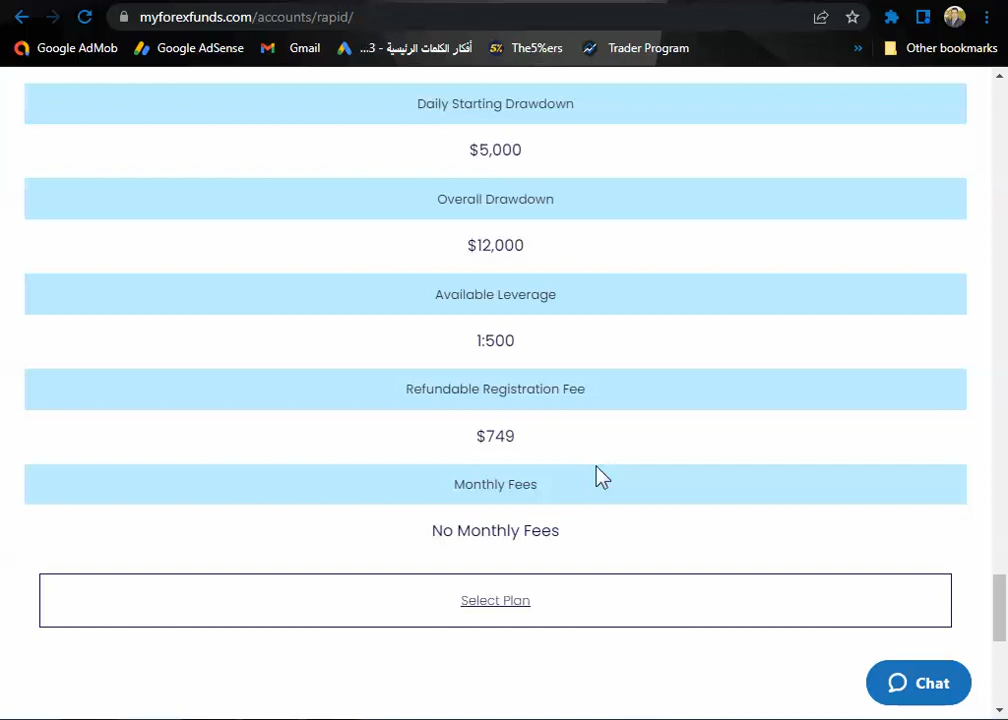 myforexfunds.com/accounts/rapid/
Google AdMob Google AdSense Gmail أفكار الكلمات الرئيسية - 3... The5%ers Trader Program » Other bookmarks
Daily Starting Drawdown
$5,000
Overall Drawdown
$12,000
Available Leverage
1:500
Refundable Registration Fee
$749
Monthly Fees
No Monthly Fees
Select Plan
Chat